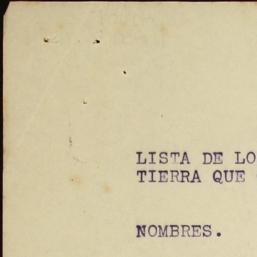 LISTA DE LO
TIERRA QUE
NOMBRES.